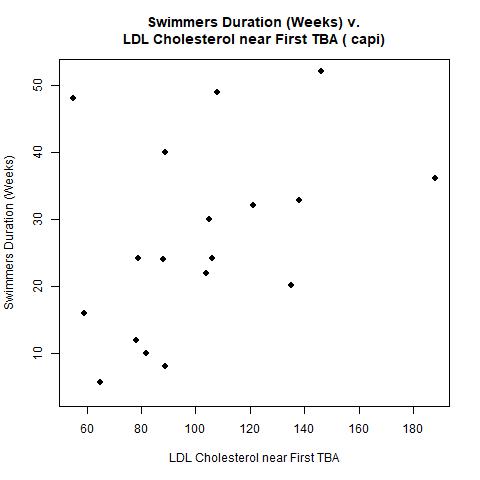 Swimmers Duration (Weeks) v.
LDL Cholesterol near First TBA ( capi)
Swimmers Duration (Weeks)
50
40
30
20
10
60 80 100 120 140 160 180
LDL Cholesterol near First TBA